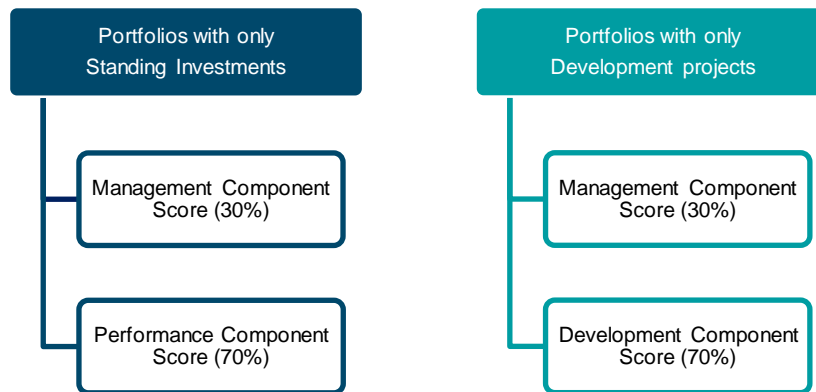 Portfolios with only
Standing Investments
Management Component
Score (30%)
Performance Component
Score (70%)
Portfolios with only
Development projects
Management Component
Score (30%)
Development Component
Score (70%)